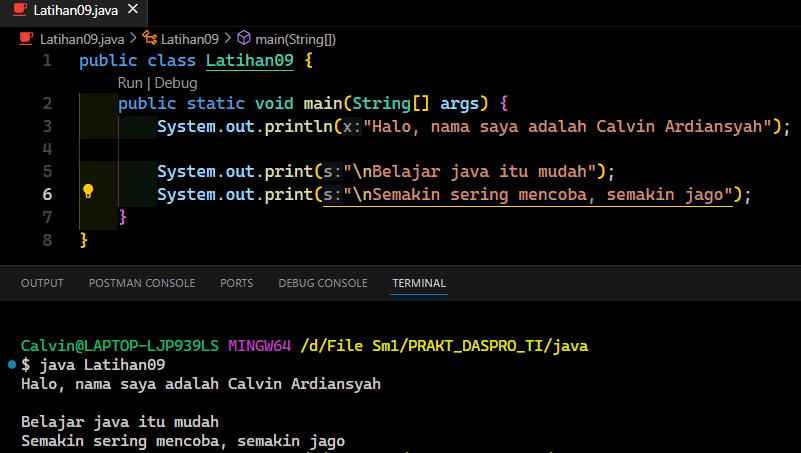 Latihan09.java ×
Latihan09.java > Latihan09 > main(String[])
1 public class Latihan09 {
Run | Debug
2 public static void main(String[] args) {
3 System.out.println(x:"Halo, nama saya adalah Calvin Ardiansyah");
4
5 System.out.print(s:"\nBelajar java itu mudah");
6 System.out.print(s:"\nSemakin sering mencoba, semakin jago");
7 }
8 }
OUTPUT POSTMAN CONSOLE PORTS DEBUG CONSOLE TERMINAL
Calvin@LAPTOP-LJP939LS MINGW64 /d/File Sm1/PRAKT_DASPRO_TI/java
$ java Latihan09
Halo, nama saya adalah Calvin Ardiansyah
Belajar java itu mudah
Semakin sering mencoba, semakin jago